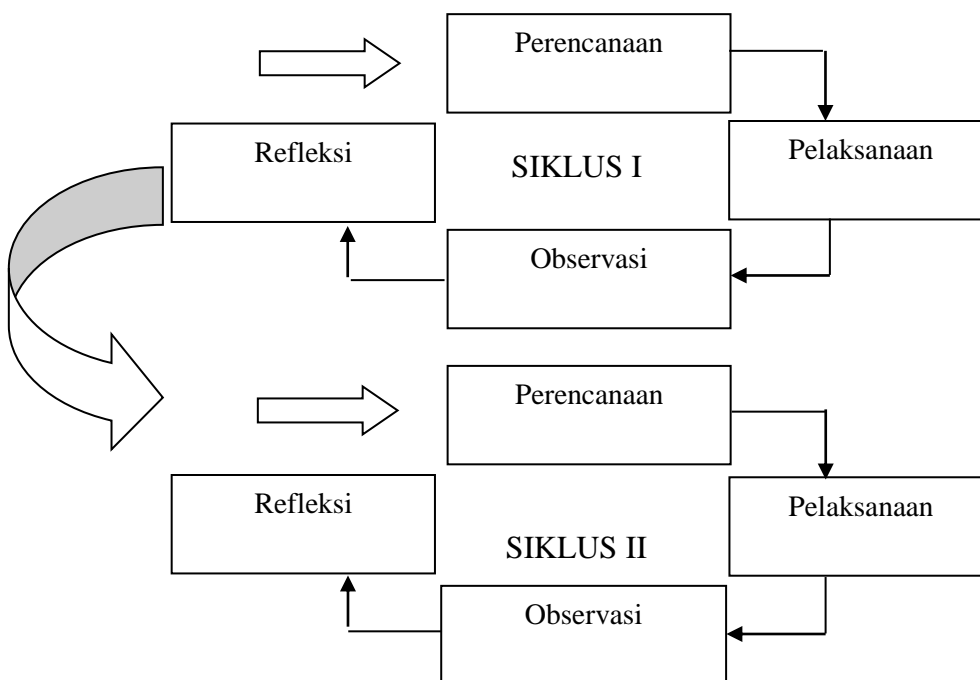 Perencanaan
Refleksi
SIKLUS I
Pelaksanaan
Observasi
Perencanaan
Refleksi
SIKLUS II
Pelaksanaan
Observasi